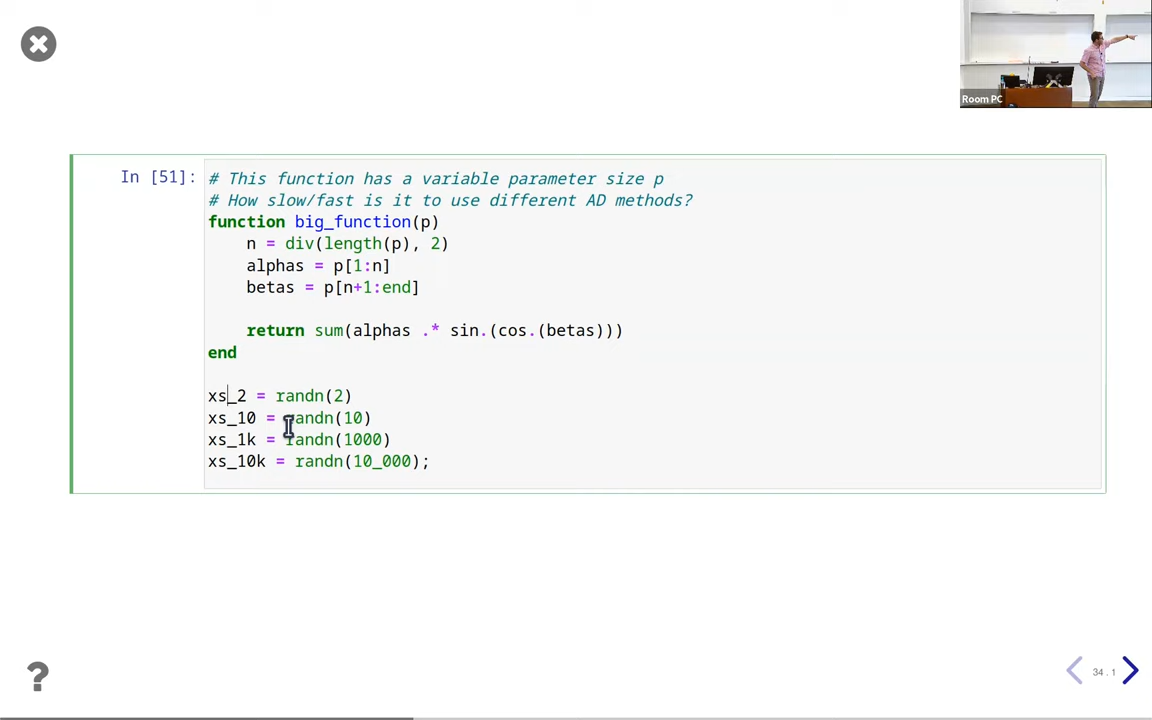 Room PC
In [51]:
# This function has a variable parameter size p
# How slow/fast is it to use different AD methods?
function big_function(p)
    n = div(length(p), 2)
    alphas = p[1:n]
    betas = p[n+1:end]

    return sum(alphas .* sin.(cos.(betas)))
end

xs_2 = randn(2)
xs_10 = randn(10)
xs_1k = randn(1000)
xs_10k = randn(10_000);
?
34.1